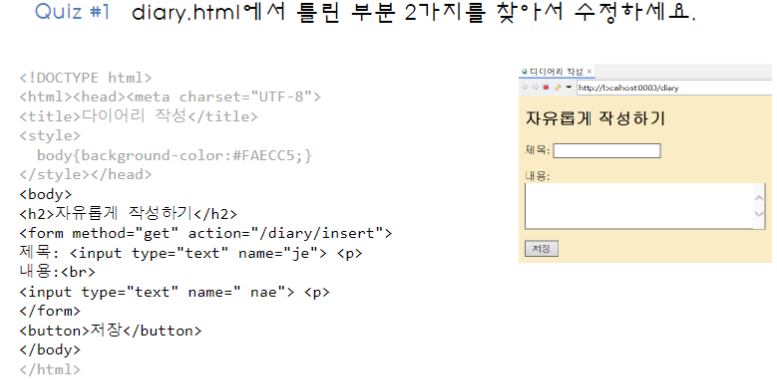 Quiz #1 diary.html에서 틀린 부분 2가지를 찾아서 수정하세요.
<!DOCTYPE html>
<html><head><meta charset="UTF-8">
<title>다이어리 작성</title>
<style>
body{background-color:#FAECC5;}
</style></head>
<body>
<h2>자유롭게 작성하기</h2>
<form method="get" action="/diary/insert">
제목: <input type="text" name="je"> <p>
내용:<br>
<input type="text" name=" nae"> <p>
</form>
<button>저장</button>
</body>
</html>
다이어리 작성 ×
http://localhost:8003/diary
자유롭게 작성하기
제목:
내용:
저장